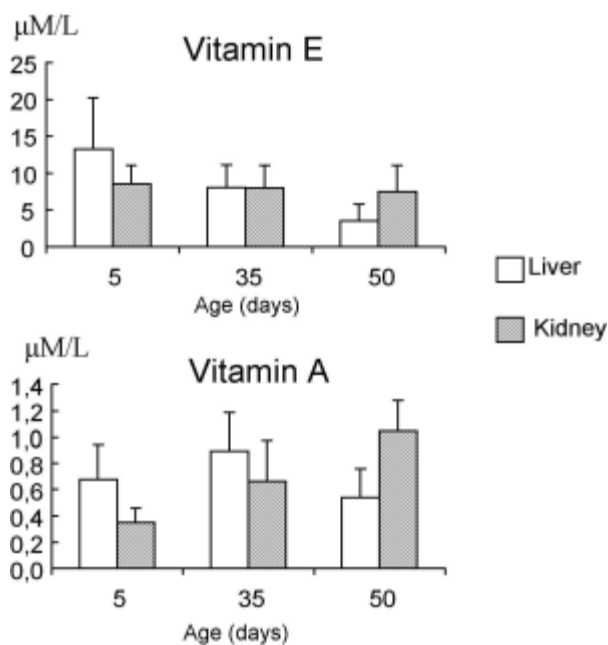 μM/L
Vitamin E
25
20
15
10
5
0
5 35 50
Age (days)
Liver
Kidney
μM/L
Vitamin A
1,4
1,2
1,0
0,8
0,6
0,4
0,2
0,0
5 35 50
Age (days)